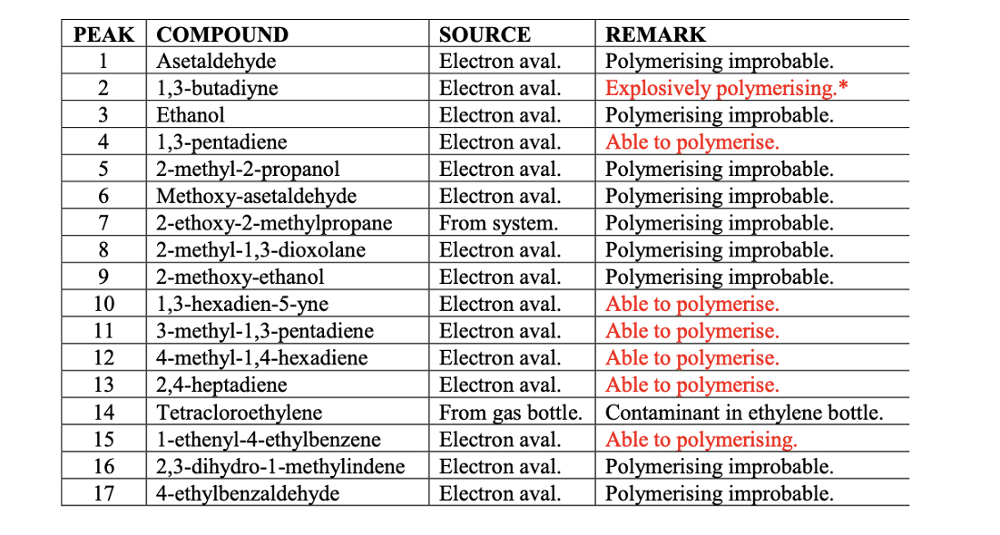 PEAK COMPOUND SOURCE REMARK
1 Asetaldehyde Electron aval. Polymerising improbable.
2 1,3-butadiyne Electron aval. Explosively polymerising.*
3 Ethanol Electron aval. Polymerising improbable.
4 1,3-pentadiene Electron aval. Able to polymerise.
5 2-methyl-2-propanol Electron aval. Polymerising improbable.
6 Methoxy-asetaldehyde Electron aval. Polymerising improbable.
7 2-ethoxy-2-methylpropane From system. Polymerising improbable.
8 2-methyl-1,3-dioxolane Electron aval. Polymerising improbable.
9 2-methoxy-ethanol Electron aval. Polymerising improbable.
10 1,3-hexadien-5-yne Electron aval. Able to polymerise.
11 3-methyl-1,3-pentadiene Electron aval. Able to polymerise.
12 4-methyl-1,4-hexadiene Electron aval. Able to polymerise.
13 2,4-heptadiene Electron aval. Able to polymerise.
14 Tetracloroethylene From gas bottle. Contaminant in ethylene bottle.
15 1-ethenyl-4-ethylbenzene Electron aval. Able to polymerising.
16 2,3-dihydro-1-methylindene Electron aval. Polymerising improbable.
17 4-ethylbenzaldehyde Electron aval. Polymerising improbable.